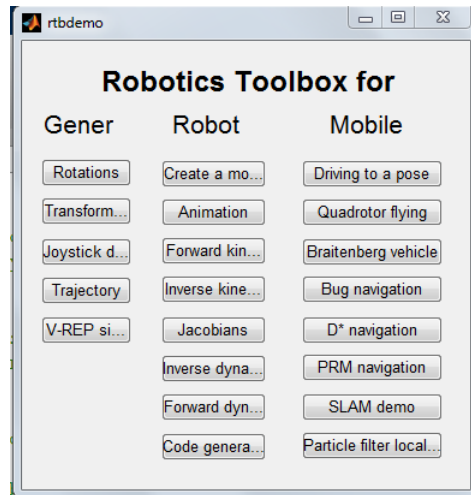 rtbdemo
Robotics Toolbox for
Gener
Robot
Mobile
Rotations
Transform...
Joystick d...
Trajectory
V-REP si...
Create a mo...
Animation
Forward kin...
Inverse kine...
Jacobians
Inverse dyna...
Forward dyn...
Code genera...
Driving to a pose
Quadrotor flying
Braitenberg vehicle
Bug navigation
D* navigation
PRM navigation
SLAM demo
Particle filter local...